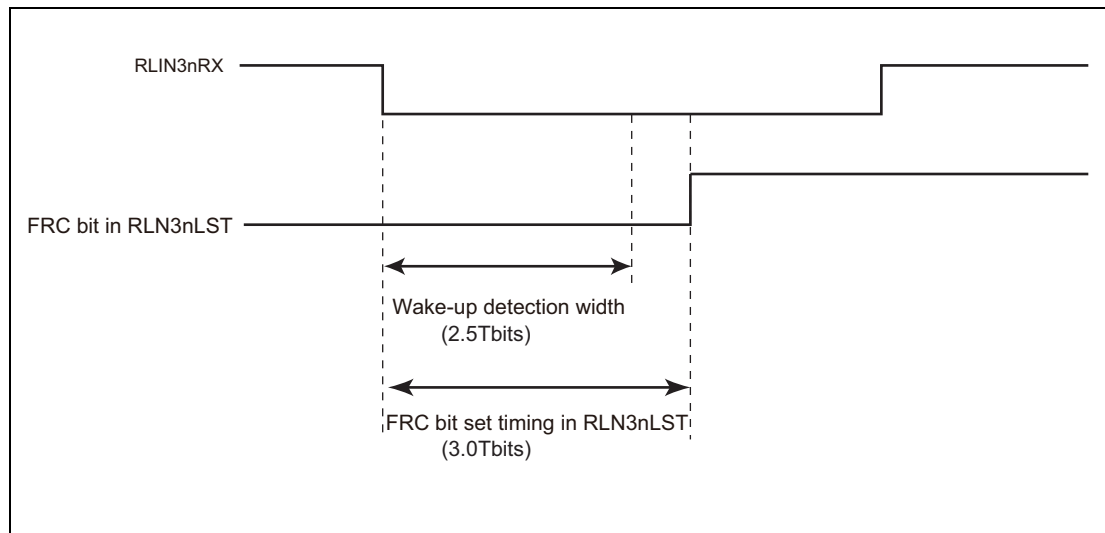 RLIN3nRX
FRC bit in RLN3nLST
Wake-up detection width
(2.5Tbits)
FRC bit set timing in RLN3nLST
(3.0Tbits)